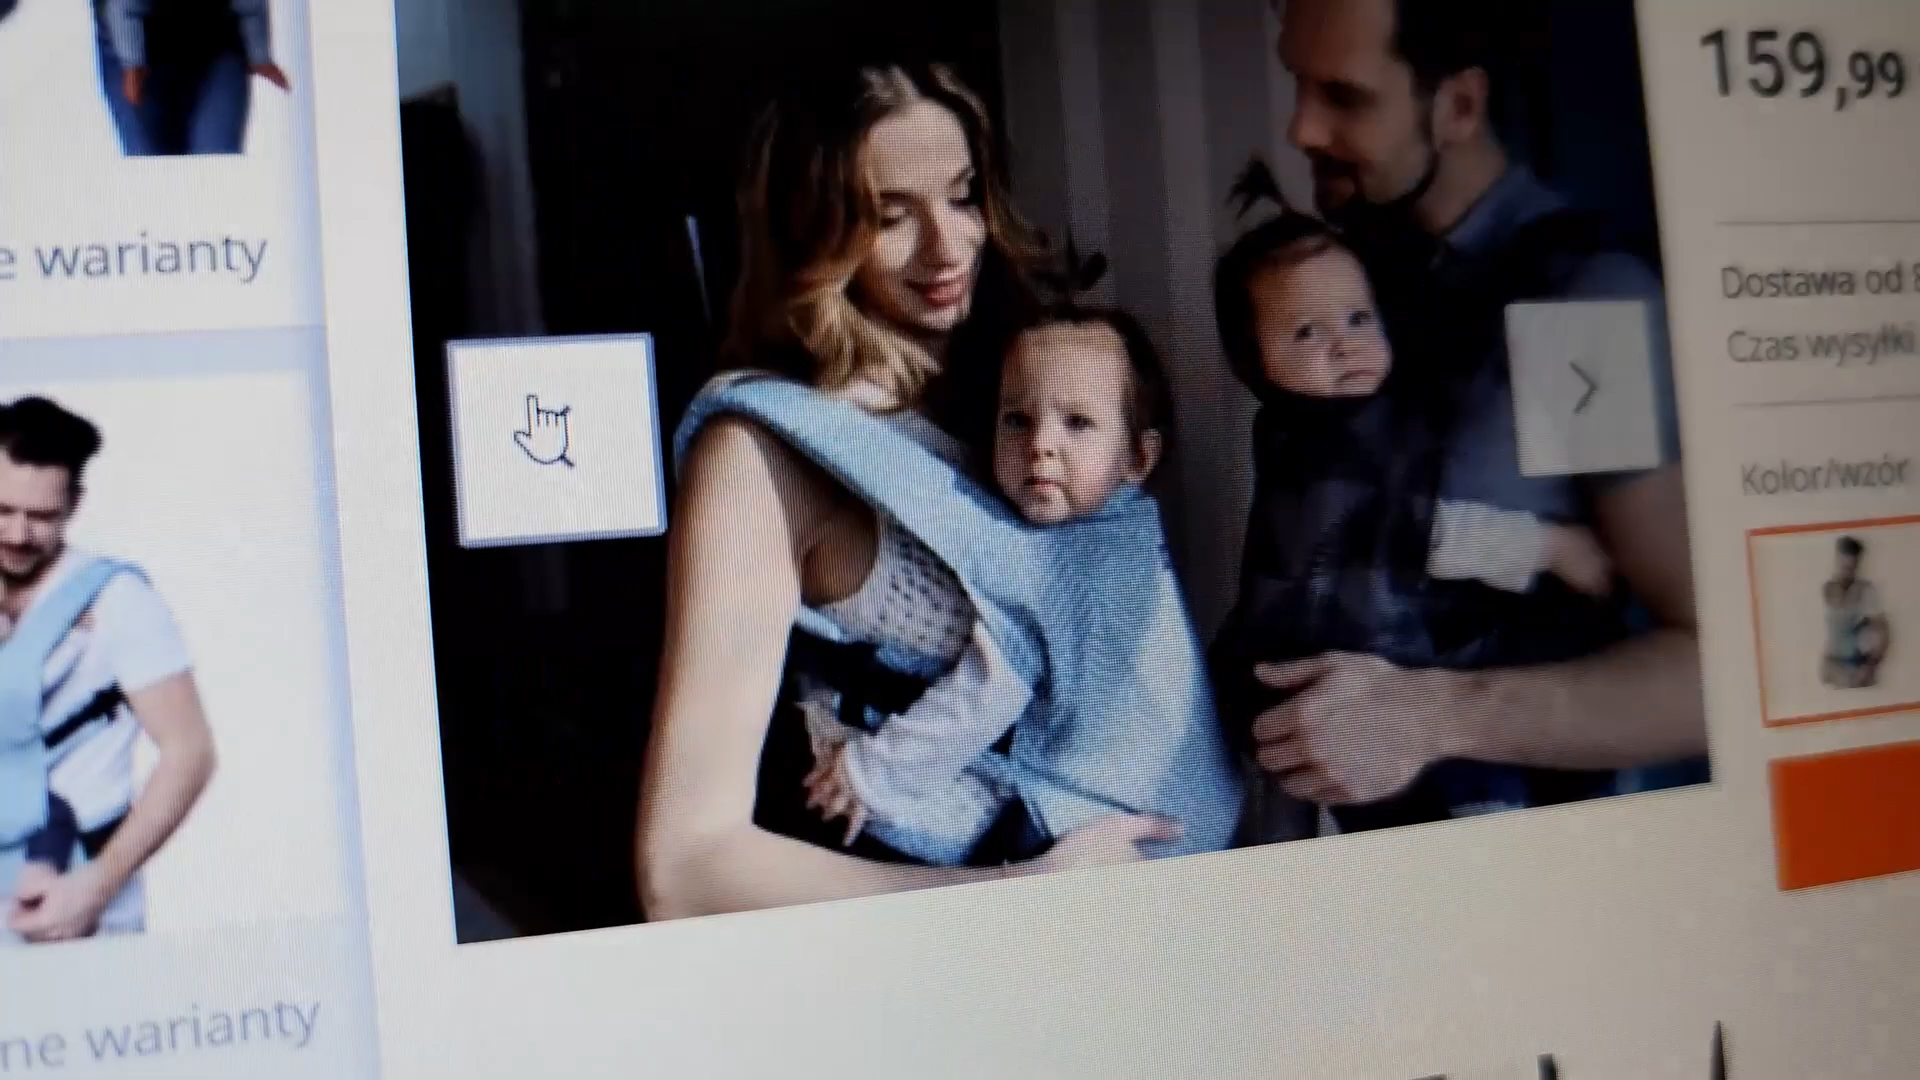 159,99
e warianty
Dostawa od
Czas wysyłki
Kolor/wzór
ne warianty